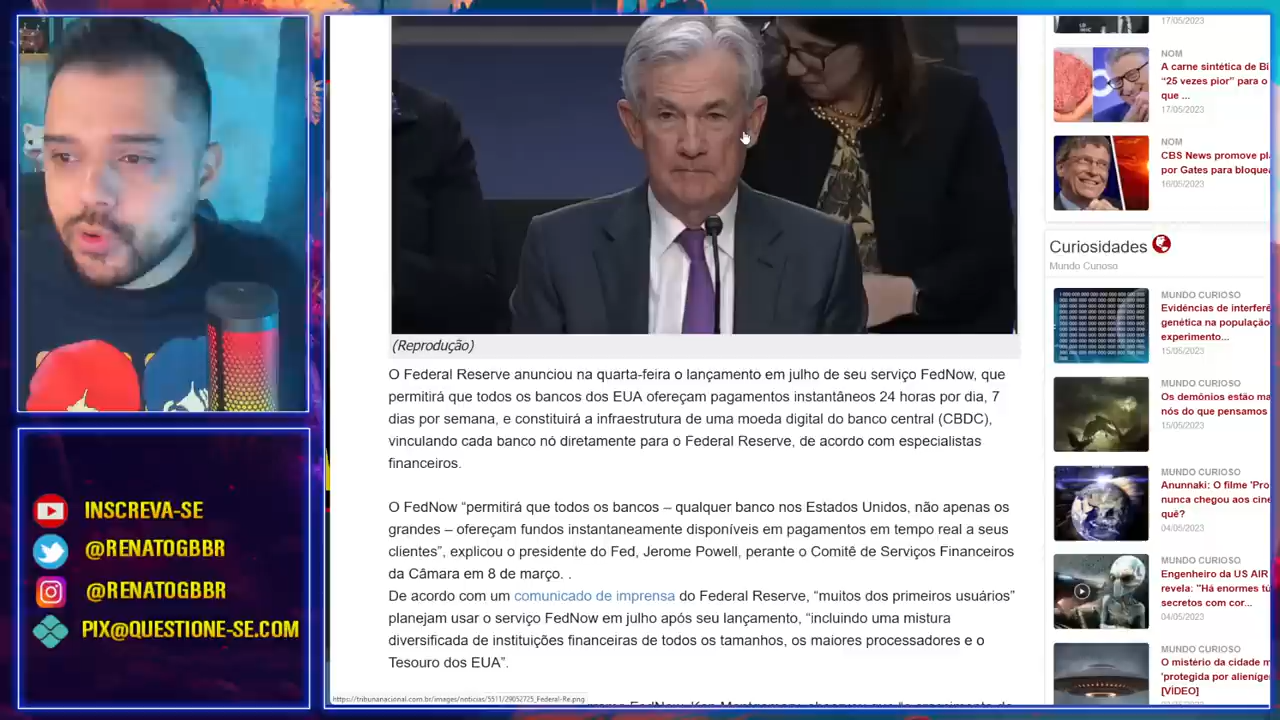 INSCREVA-SE
@RENATOGBBR
@RENATOGBBR
PIX@QUESTIONE-SE.COM
(Reprodução)
O Federal Reserve anunciou na quarta-feira o lançamento em julho de seu serviço FedNow, que
permitirá que todos os bancos dos EUA ofereçam pagamentos instantâneos 24 horas por dia, 7
dias por semana, e constituirá a infraestrutura de uma moeda digital do banco central (CBDC),
vinculando cada banco nó diretamente para o Federal Reserve, de acordo com especialistas
financeiros.
O FedNow “permitirá que todos os bancos – qualquer banco nos Estados Unidos, não apenas os
grandes – ofereçam fundos instantaneamente disponíveis em pagamentos em tempo real a seus
clientes”, explicou o presidente do Fed, Jerome Powell, perante o Comitê de Serviços Financeiros
da Câmara em 8 de março. .
De acordo com um comunicado de imprensa do Federal Reserve, “muitos dos primeiros usuários”
planejam usar o serviço FedNow em julho após seu lançamento, “incluindo uma mistura
diversificada de instituições financeiras de todos os tamanhos, os maiores processadores e o
Tesouro dos EUA”.
https://tribunanacional.com.br/images/noticias/5511/29052725_Federal-Re.png
17/05/2023
NOM
A carne sintética de Bi
“25 vezes pior” para o
que ...
17/05/2023
NOM
CBS News promove pl
por Gates para bloque
16/05/2023
Curiosidades
Mundo Curioso
MUNDO CURIOSO
Evidências de interferê
genética na população
experimento...
15/05/2023
MUNDO CURIOSO
Os demônios estão ma
nós do que pensamos
15/05/2023
MUNDO CURIOSO
Anunnaki: O filme 'Pro
nunca chegou aos cine
quê?
04/05/2023
MUNDO CURIOSO
Engenheiro da US AIR
revela: "Há enormes tú
secretos com cor...
04/05/2023
MUNDO CURIOSO
O mistério da cidade m
'protegida por alieníge
[VÍDEO]